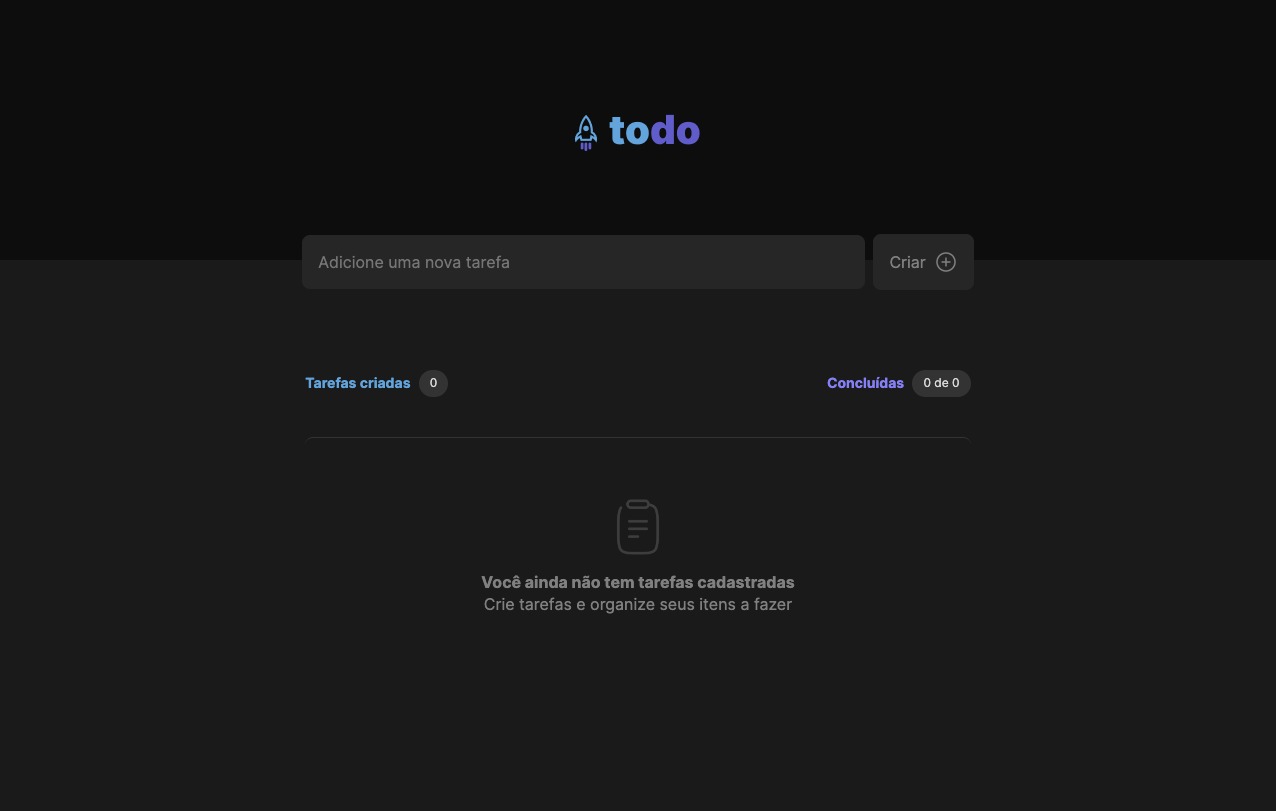 todo
Adicione uma nova tarefa
Criar
Tarefas criadas 0
Concluídas 0 de 0
Você ainda não tem tarefas cadastradas
Crie tarefas e organize seus itens a fazer